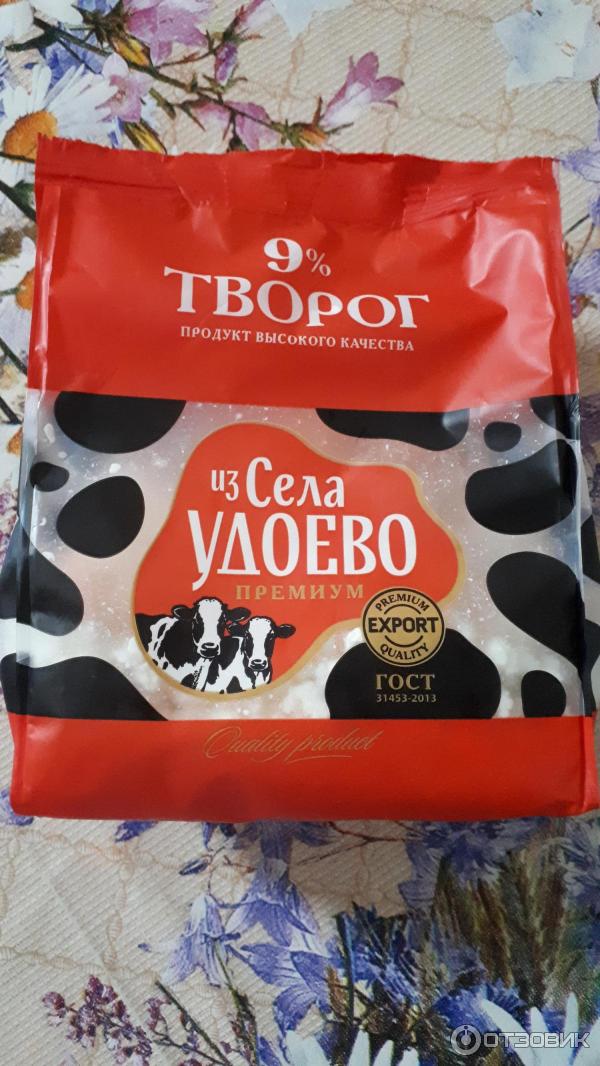 9%
ТВОРОГ
ПРОДУКТ ВЫСОКОГО КАЧЕСТВА
из Села
УДОЕВО
ПРЕМИУМ
PREMIUM
EXPORT
QUALITY
ГОСТ
31453-2013
Quality product
ОТЗОВИК